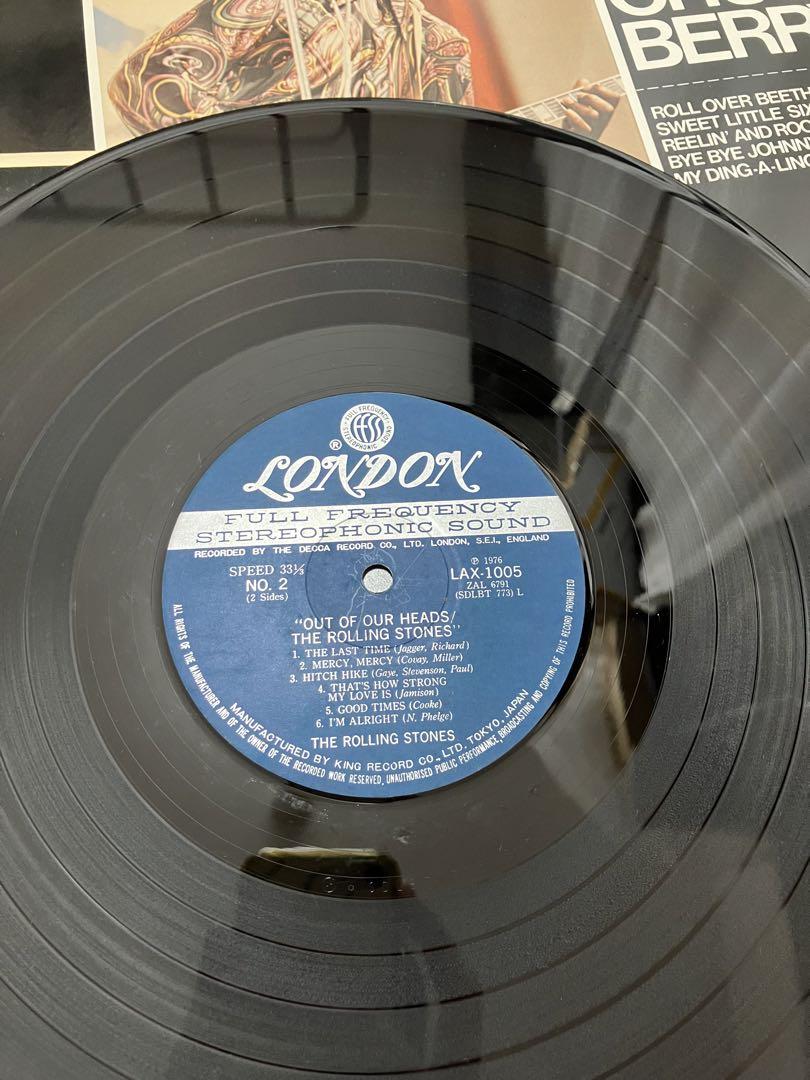 BERR
ROLL OVER BEETH
SWEET LITTLE SI
REELIN' AND ROC
BYE BYE JOHNN
MY DING-A-LING
FULL FREQUENCY
STEREOPHONIC SOUND
FFSS
® LONDON
FULL FREQUENCY
STEREOPHONIC SOUND
RECORDED BY THE DECCA RECORD CO., LTD. LONDON, S.E.I., ENGLAND
SPEED 33⅓
NO. 2
(2 Sides)
℗ 1976
LAX-1005
ZAL 6791
(SDLBT 773) L
"OUT OF OUR HEADS/
THE ROLLING STONES"
1. THE LAST TIME (Jagger, Richard)
2. MERCY, MERCY (Covay, Miller)
3. HITCH HIKE (Gaye, Stevenson, Paul)
4. THAT'S HOW STRONG
MY LOVE IS (Jamison)
5. GOOD TIMES (Cooke)
6. I'M ALRIGHT (N. Phelge)
THE ROLLING STONES
MANUFACTURED BY KING RECORD CO., LTD. TOKYO, JAPAN
ALL RIGHTS OF THE MANUFACTURER AND OF THE OWNER OF THE RECORDED WORK RESERVED, UNAUTHORISED PUBLIC PERFORMANCE, BROADCASTING AND COPYING OF THIS RECORD PROHIBITED